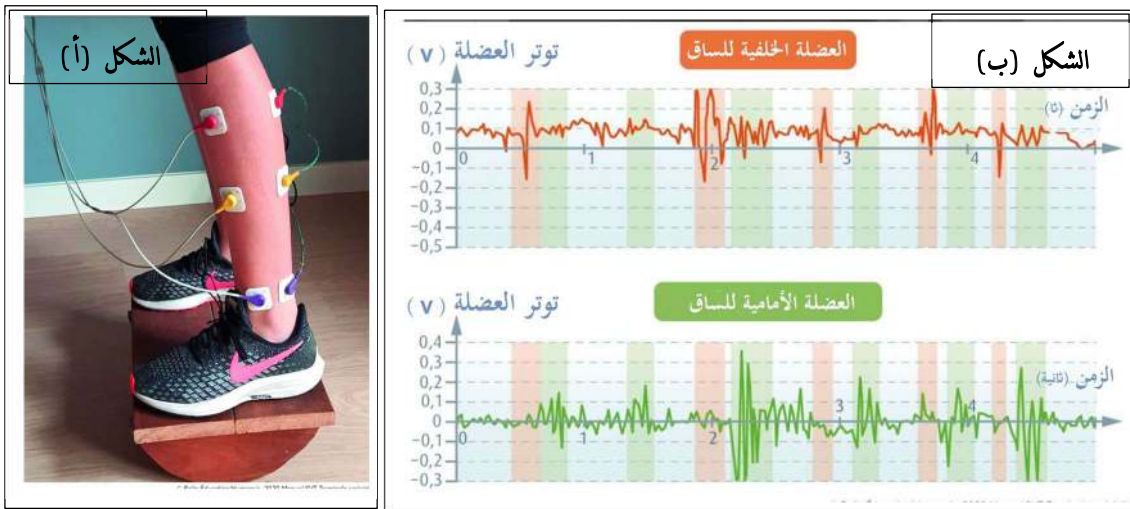 الشكل (أ)
الشكل (ب)
العضلة الخلفية للساق
توتر العضلة (v)
الزمن (ثا)
0,3
0,2
0,1
0
-0,1
-0,2
-0,3
-0,4
-0,5
0 1 2 3 4
العضلة الأمامية للساق
توتر العضلة (v)
الزمن (ثانية)
0,4
0,3
0,2
0,1
0
-0,1
-0,2
-0,3
0 1 2 3 4